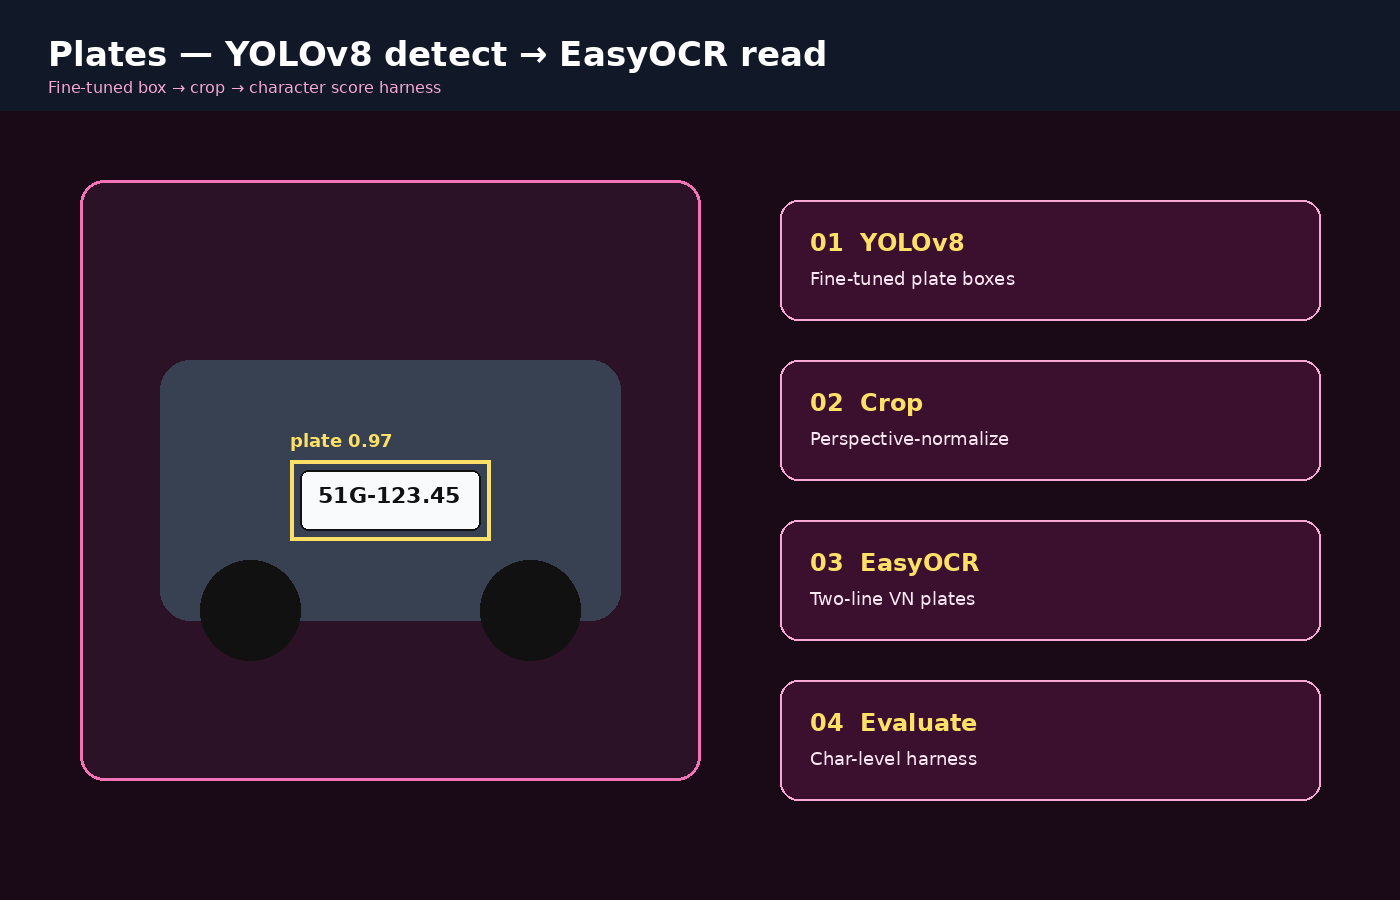 Plates — YOLOv8 detect → EasyOCR read
Fine-tuned box → crop → character score harness
plate 0.97
51G-123.45
01 YOLOv8
Fine-tuned plate boxes
02 Crop
Perspective-normalize
03 EasyOCR
Two-line VN plates
04 Evaluate
Char-level harness